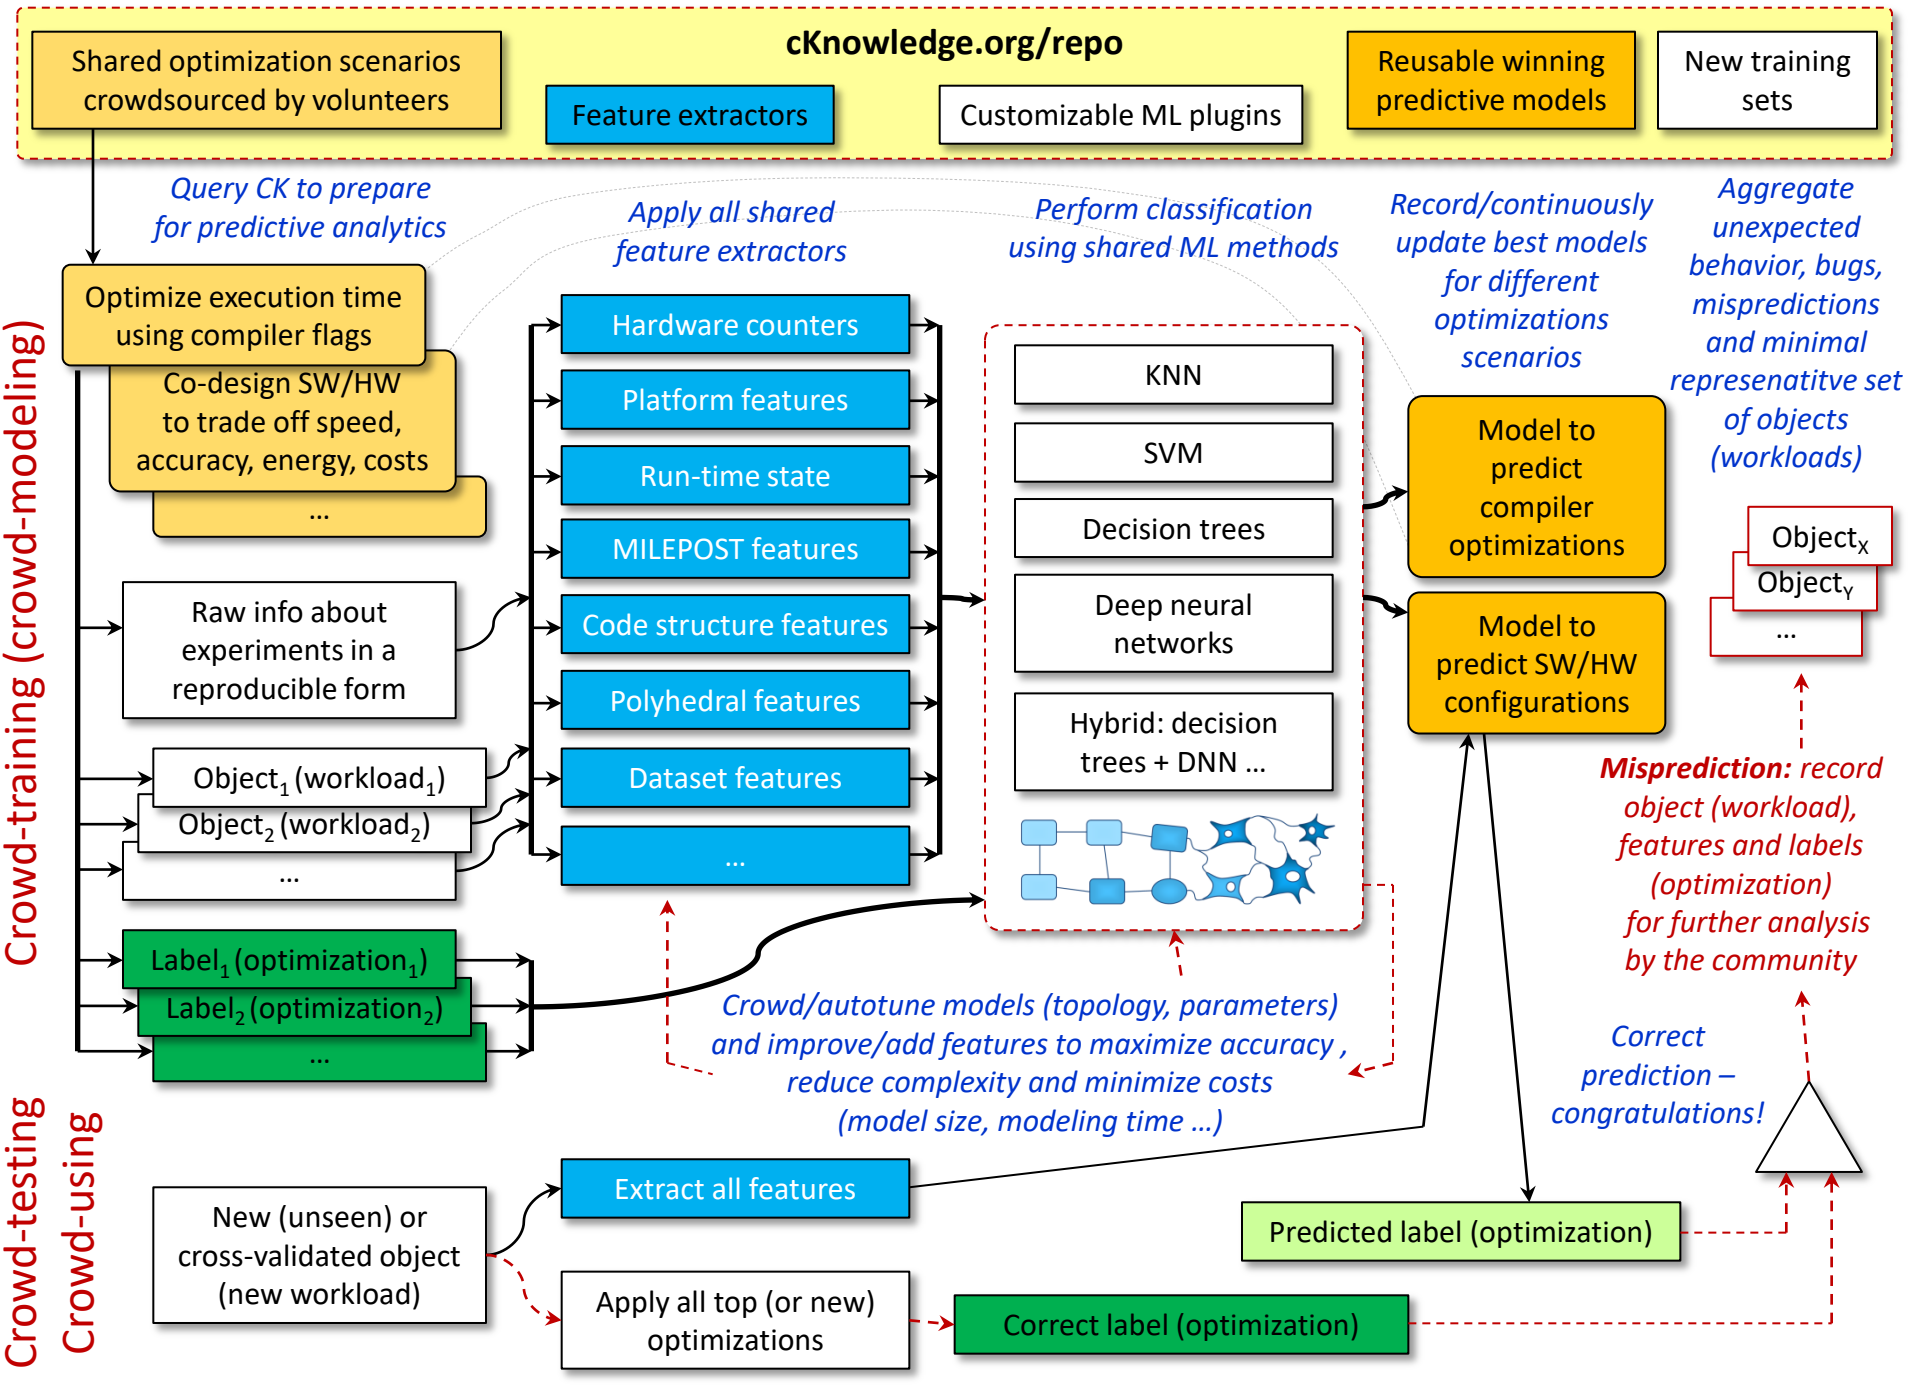 cKnowledge.org/repo
Shared optimization scenarios
crowdsourced by volunteers
Feature extractors
Customizable ML plugins
Reusable winning
predictive models
New training
sets
Query CK to prepare
for predictive analytics
Apply all shared
feature extractors
Perform classification
using shared ML methods
Record/continuously
update best models
for different
optimizations
scenarios
Aggregate
unexpected
behavior, bugs,
mispredictions
and minimal
represenatitve set
of objects
(workloads)
Crowd-training (crowd-modeling)
Optimize execution time
using compiler flags
Co-design SW/HW
to trade off speed,
accuracy, energy, costs
...
Raw info about
experiments in a
reproducible form
Object1 (workload1)
Object2 (workload2)
...
Label1 (optimization1)
Label2 (optimization2)
...
Hardware counters
Platform features
Run-time state
MILEPOST features
Code structure features
Polyhedral features
Dataset features
...
KNN
SVM
Decision trees
Deep neural
networks
Hybrid: decision
trees + DNN ...
Model to
predict
compiler
optimizations
Model to
predict SW/HW
configurations
ObjectX
ObjectY
...
Misprediction: record
object (workload),
features and labels
(optimization)
for further analysis
by the community
Crowd/autotune models (topology, parameters)
and improve/add features to maximize accuracy ,
reduce complexity and minimize costs
(model size, modeling time ...)
Correct
prediction –
congratulations!
Crowd-testing
Crowd-using
New (unseen) or
cross-validated object
(new workload)
Extract all features
Apply all top (or new)
optimizations
Predicted label (optimization)
Correct label (optimization)